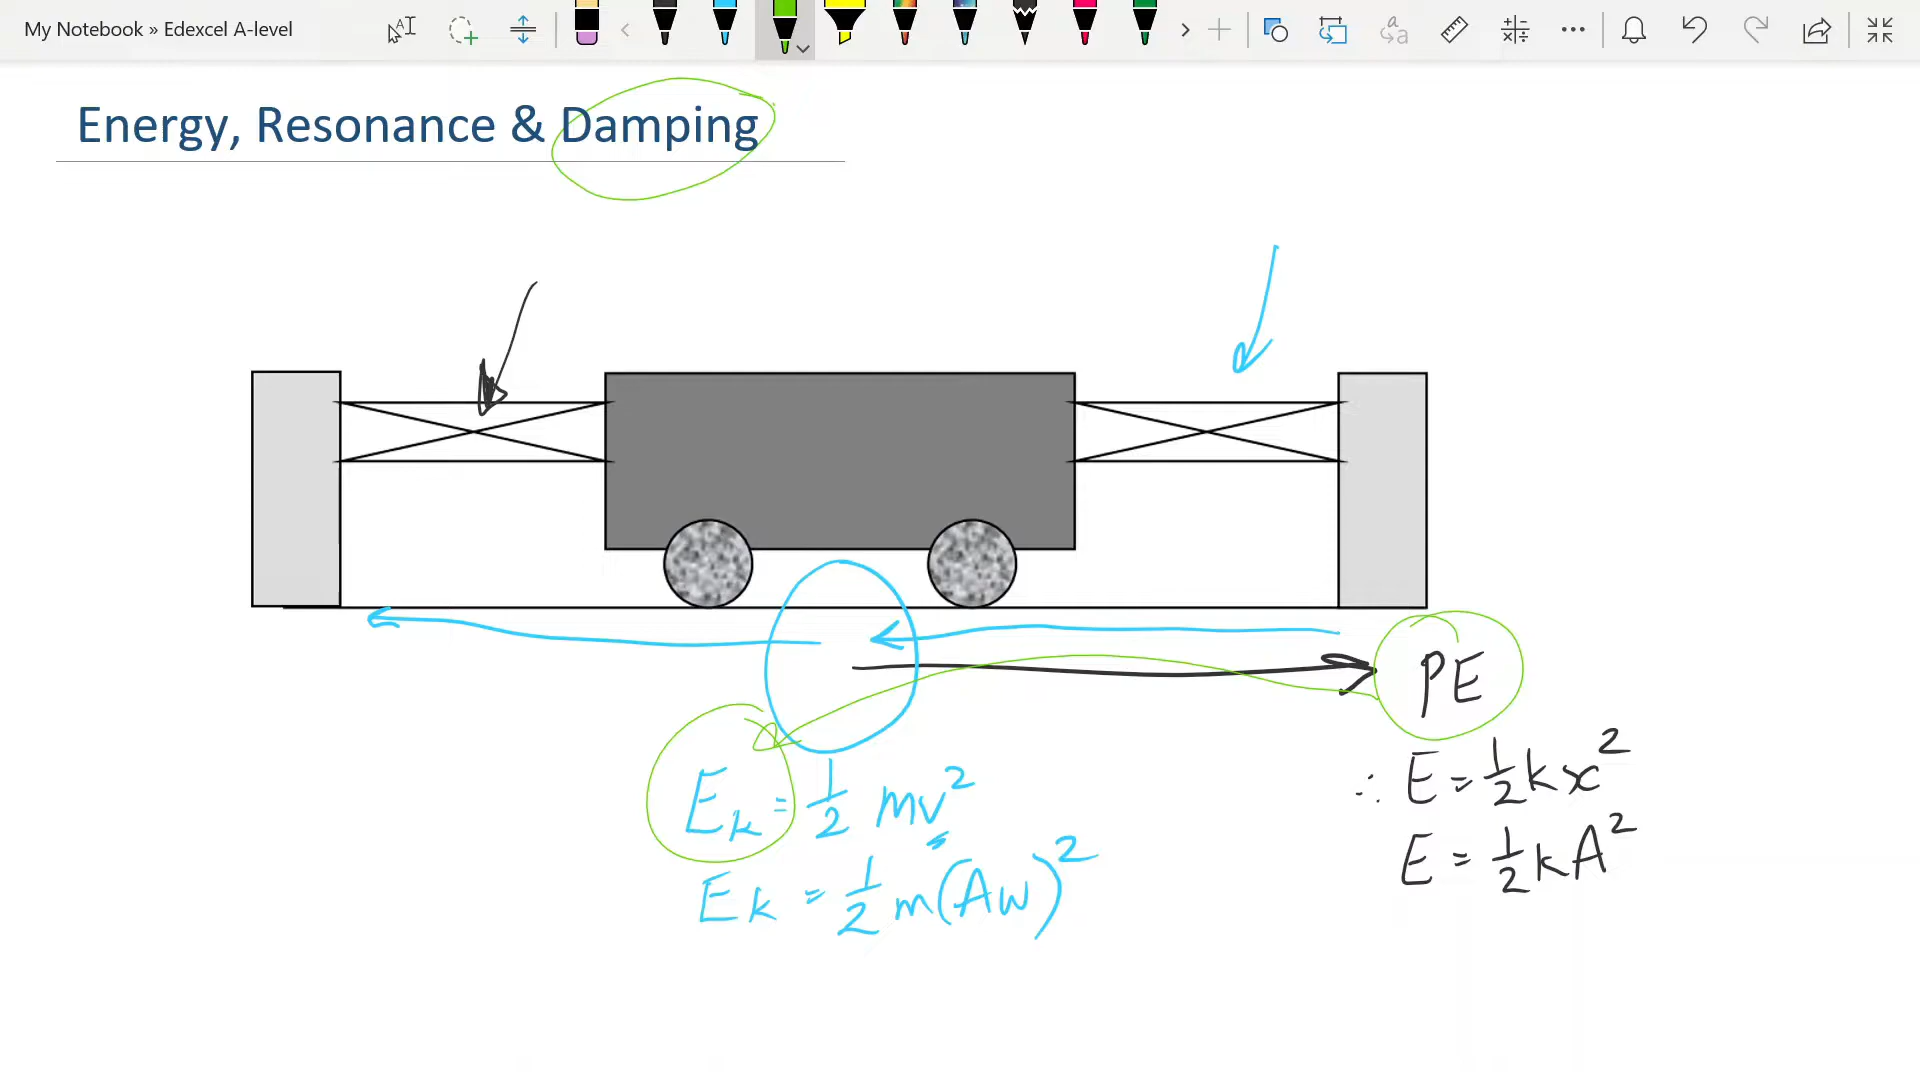 My Notebook » Edexcel A-level
Energy, Resonance & Damping
PE
∴ E = ½kx²
E = ½kA²
Ek = ½ mv²
Ek = ½ m(Aω)²